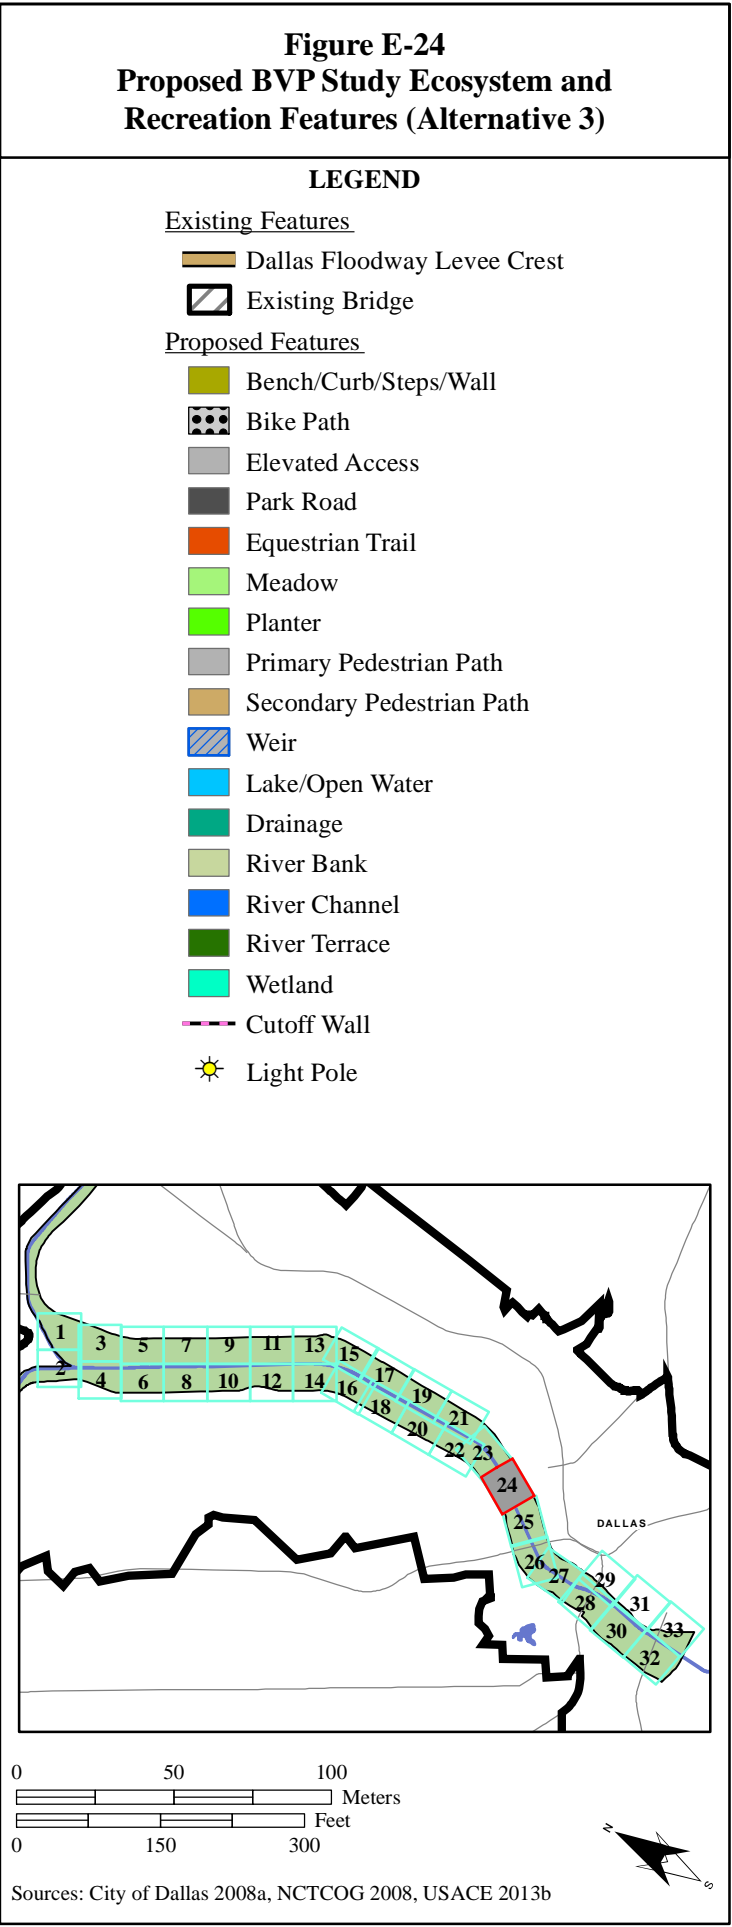 Figure E-24
Proposed BVP Study Ecosystem and
Recreation Features (Alternative 3)
LEGEND
Existing Features
Dallas Floodway Levee Crest
Existing Bridge
Proposed Features
Bench/Curb/Steps/Wall
Bike Path
Elevated Access
Park Road
Equestrian Trail
Meadow
Planter
Primary Pedestrian Path
Secondary Pedestrian Path
Weir
Lake/Open Water
Drainage
River Bank
River Channel
River Terrace
Wetland
Cutoff Wall
Light Pole
1 3 5 7 9 11 13 15
2 4 6 8 10 12 14 16
17 19 21
18 20 22 23
24
25 DALLAS
26 27 29
28 31
30 33
32
0 50 100
Meters
Feet
0 150 300
N
S
Sources: City of Dallas 2008a, NCTCOG 2008, USACE 2013b